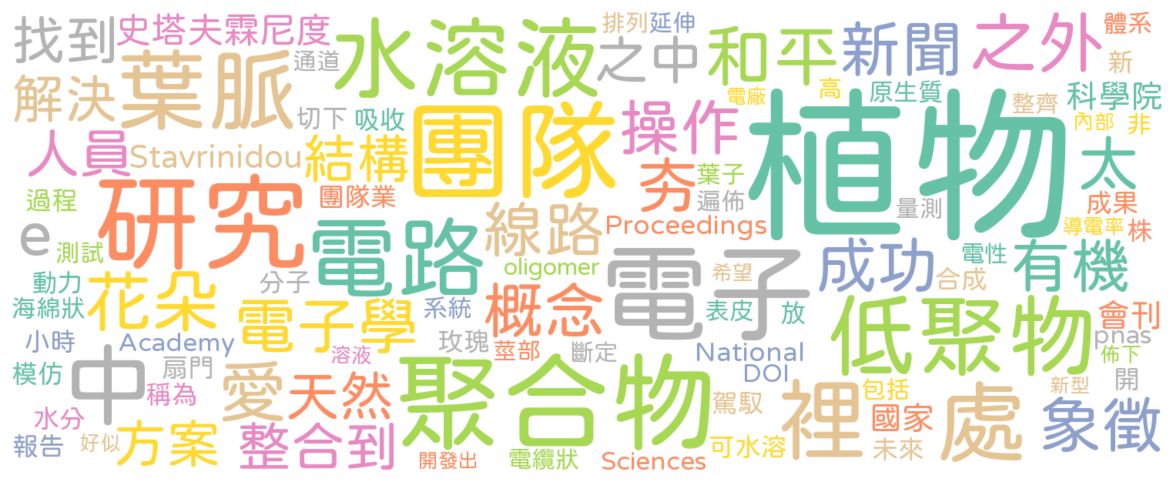 找到 史塔夫霖尼度 水溶液 排列 延伸 之中 和平 新聞 之外 體系
解決 葉脈 通道 新
切下 吸收 電廠 高 原生質 整齊 科學院 內部 非
人員 Stavrinidou 結構 團隊 操作 植物 太
過程 研究 團隊業 夯 葉子 遍佈 量測 成果
e 測試 電路 線路 Proceedings 導電率 株
動力 分子 oligomer 電子 希望 成功 電性 有機
海綿狀 花朵 電子學 系統 概念 表皮 放 合成 低聚物 會刊
小時 Academy 玫瑰 莖部 斷定 National pnas
模仿 中 扇門 溶液 DOI 佈下
稱為 愛 天然 聚合物 駕馭 裡 包括 處 新型 開
水分 國家 象徵
報告 好似 方案 整合到 開發出 電纜狀 Sciences 可水溶 未來